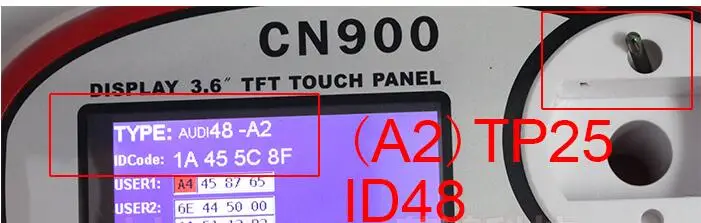 CN900
DISPLAY 3.6" TFT TOUCH PANEL
TYPE: AUDI48 -A2
IDCode: 1A 45 5C 8F
USER1: A4 45 87 65
USER2: 6E 44 50 00
(A2) TP25
ID48